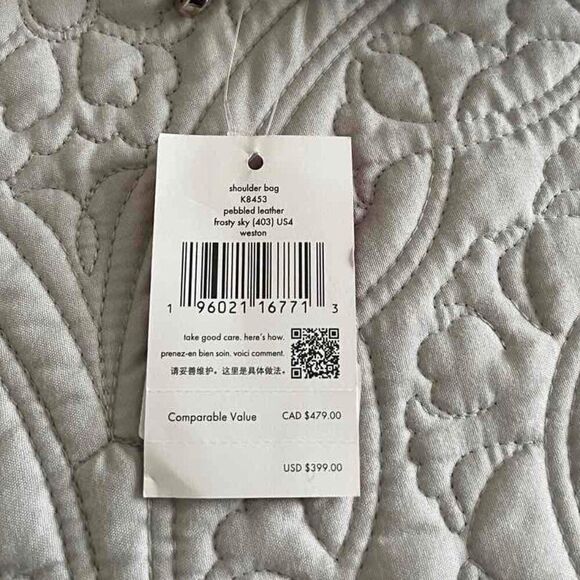 shoulder bag
K8453
pebbled leather
frosty sky (403) US4
weston
1 96021 16771 3
take good care. here's how.
prenez-en bien soin. voici comment.
请妥善维护。这里是具体做法。
Comparable Value CAD $479.00
USD $399.00